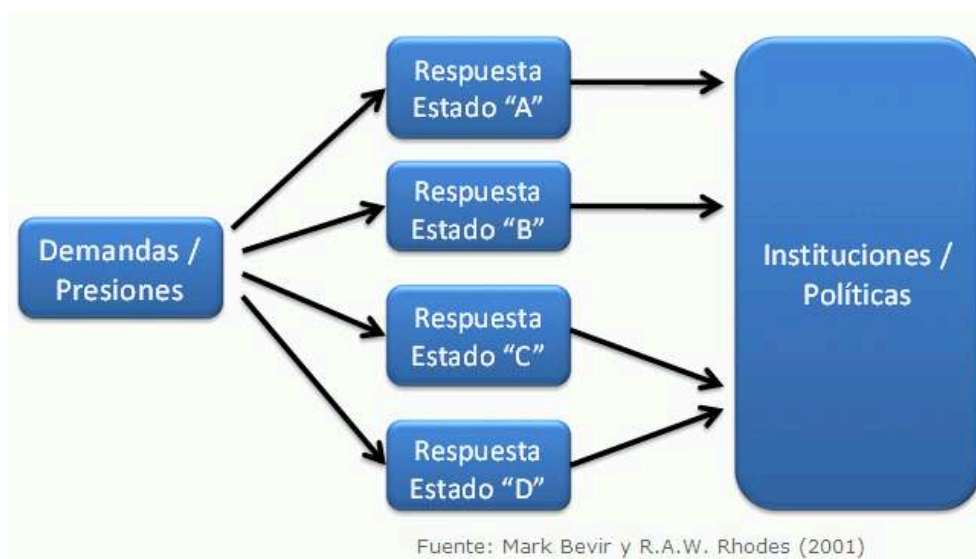 Demandas /
Presiones
Respuesta
Estado “A”
Respuesta
Estado “B”
Respuesta
Estado “C”
Respuesta
Estado “D”
Instituciones /
Políticas
Fuente: Mark Bevir y R.A.W. Rhodes (2001)